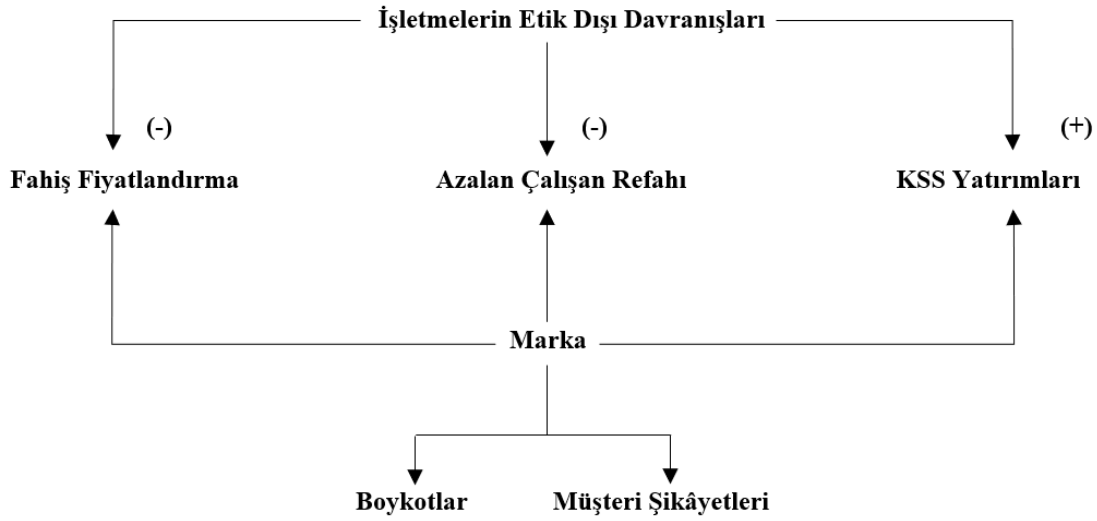 İşletmelerin Etik Dışı Davranışları
(-) (-) (+)
Fahiş Fiyatlandırma Azalan Çalışan Refahı KSS Yatırımları
Marka
Boykotlar Müşteri Şikâyetleri